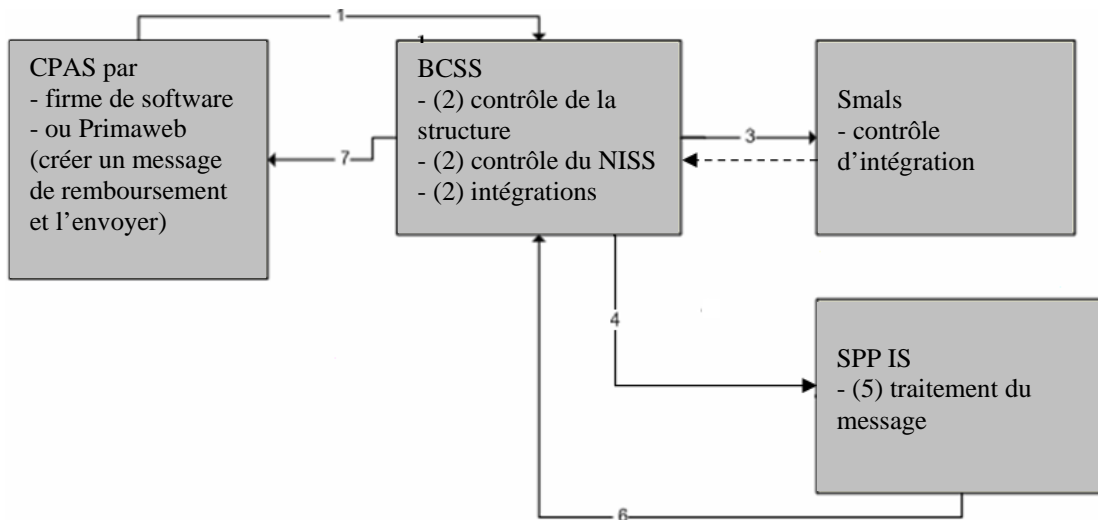 1
CPAS par
- firme de software
- ou Primaweb
(créer un message
de remboursement
et l’envoyer)
1
BCSS
- (2) contrôle de la
structure
- (2) contrôle du NISS
- (2) intégrations
7
3
Smals
- contrôle
d’intégration
4
SPP IS
- (5) traitement du
message
6